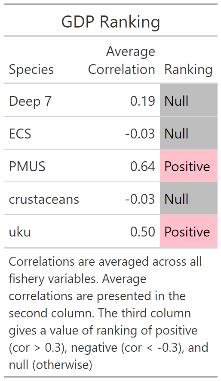 GDP Ranking
Average
Species Correlation Ranking
Deep 7 0.19 Null
ECS -0.03 Null
PMUS 0.64 Positive
crustaceans -0.03 Null
uku 0.50 Positive
Correlations are averaged across all
fishery variables. Average
correlations are presented in the
second column. The third column
gives a value of ranking of positive
(cor > 0.3), negative (cor < -0.3), and
null (otherwise)